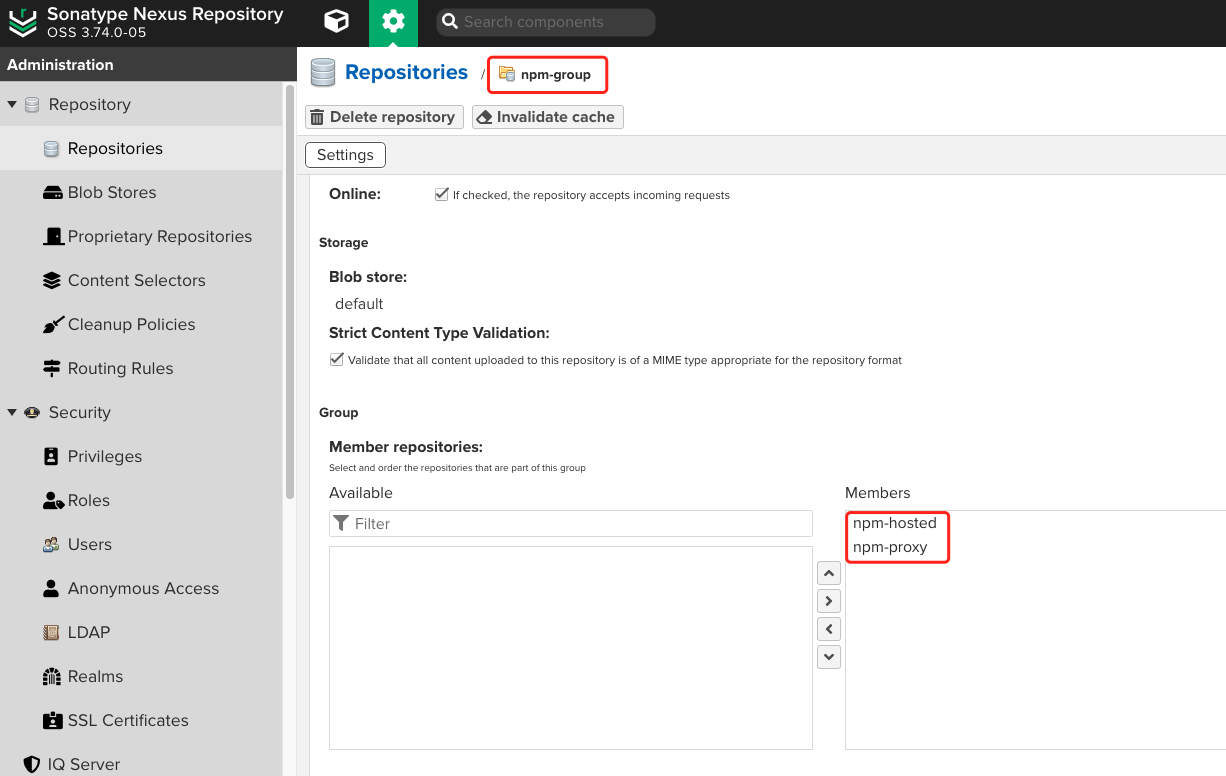 Sonatype Nexus Repository
OSS 3.74.0-05
Search components
Administration
Repository
Repositories
Blob Stores
Proprietary Repositories
Content Selectors
Cleanup Policies
Routing Rules
Security
Privileges
Roles
Users
Anonymous Access
LDAP
Realms
SSL Certificates
IQ Server
Repositories / npm-group
Delete repository
Invalidate cache
Settings
Online:
If checked, the repository accepts incoming requests
Storage
Blob store:
default
Strict Content Type Validation:
Validate that all content uploaded to this repository is of a MIME type appropriate for the repository format
Group
Member repositories:
Select and order the repositories that are part of this group
Available
Filter
Members
npm-hosted
npm-proxy